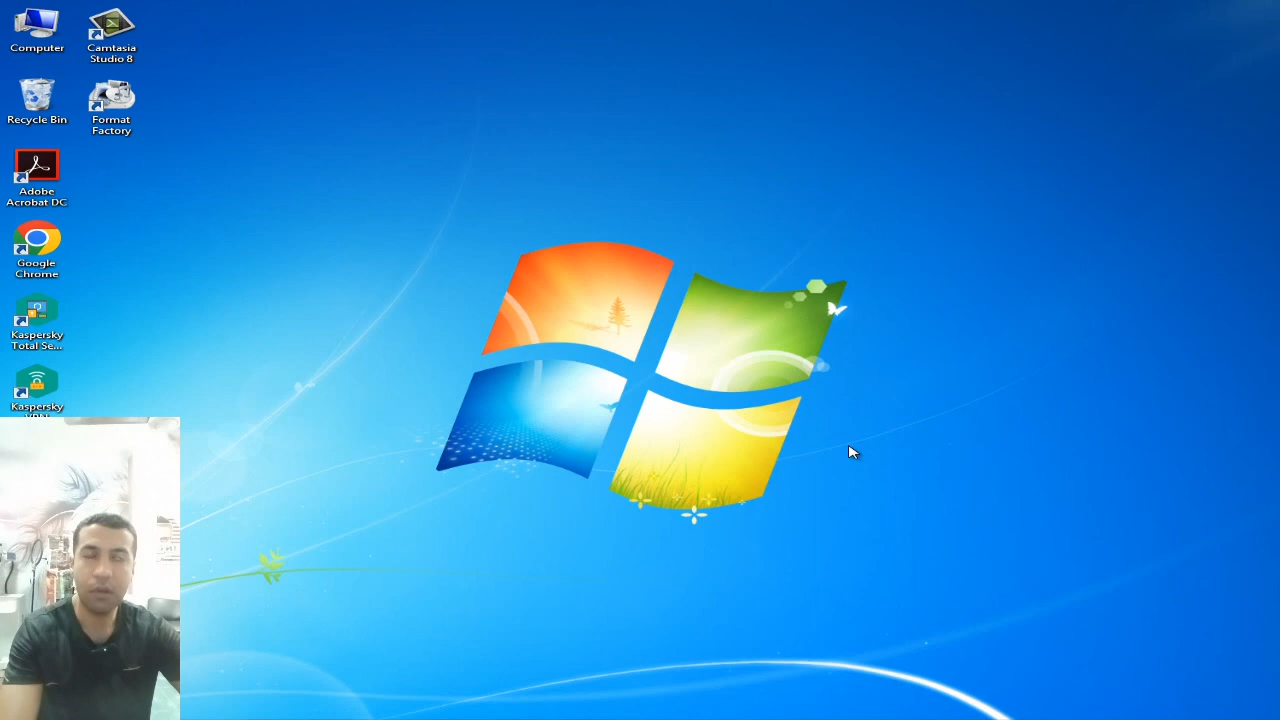 Computer
Camtasia
Studio 8
Recycle Bin
Format
Factory
Adobe
Acrobat DC
Google
Chrome
Kaspersky
Total Se...
Kaspersky